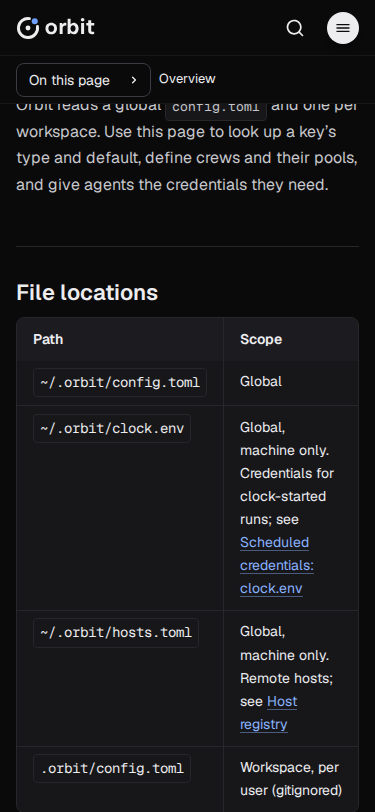 orbit
On this page
Overview
Orbit reads a global config.toml and one per
workspace. Use this page to look up a key's
type and default, define crews and their pools,
and give agents the credentials they need.
File locations
Path Scope
~/.orbit/config.toml Global
~/.orbit/clock.env Global,
machine only.
Credentials for
clock-started
runs; see
Scheduled
credentials:
clock.env
~/.orbit/hosts.toml Global,
machine only.
Remote hosts;
see Host
registry
.orbit/config.toml Workspace, per
user (gitignored)